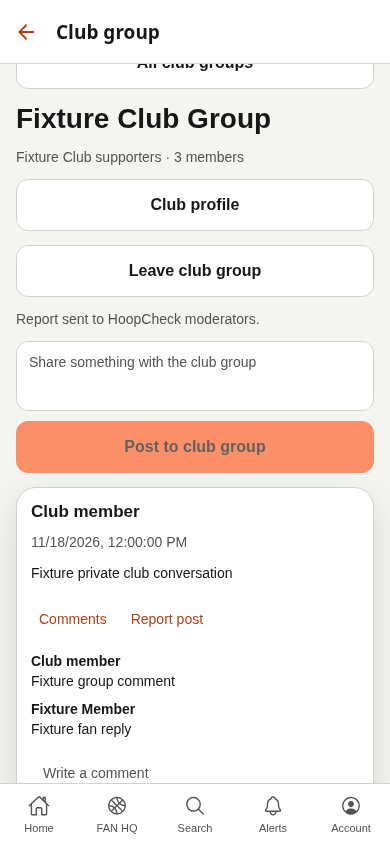 Club group
All club groups
Fixture Club Group
Fixture Club supporters · 3 members
Club profile
Leave club group
Report sent to HoopCheck moderators.
Share something with the club group
Post to club group
Club member
11/18/2026, 12:00:00 PM
Fixture private club conversation
Comments Report post
Club member
Fixture group comment
Fixture Member
Fixture fan reply
Write a comment
Home FAN HQ Search Alerts Account